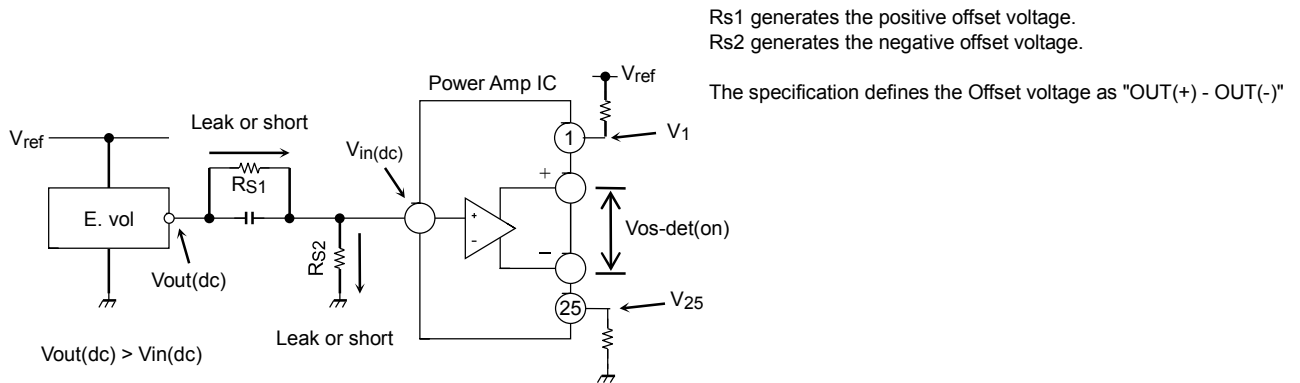 Rs1 generates the positive offset voltage.
Rs2 generates the negative offset voltage.
The specification defines the Offset voltage as "OUT(+) - OUT(-)"
Power Amp IC
Vref
Leak or short
1
V1
Vref
Vin(dc)
RS1
+
E. vol
+
-
Vos-det(on)
RS2
Vout(dc)
−
25
V25
Leak or short
Vout(dc) > Vin(dc)